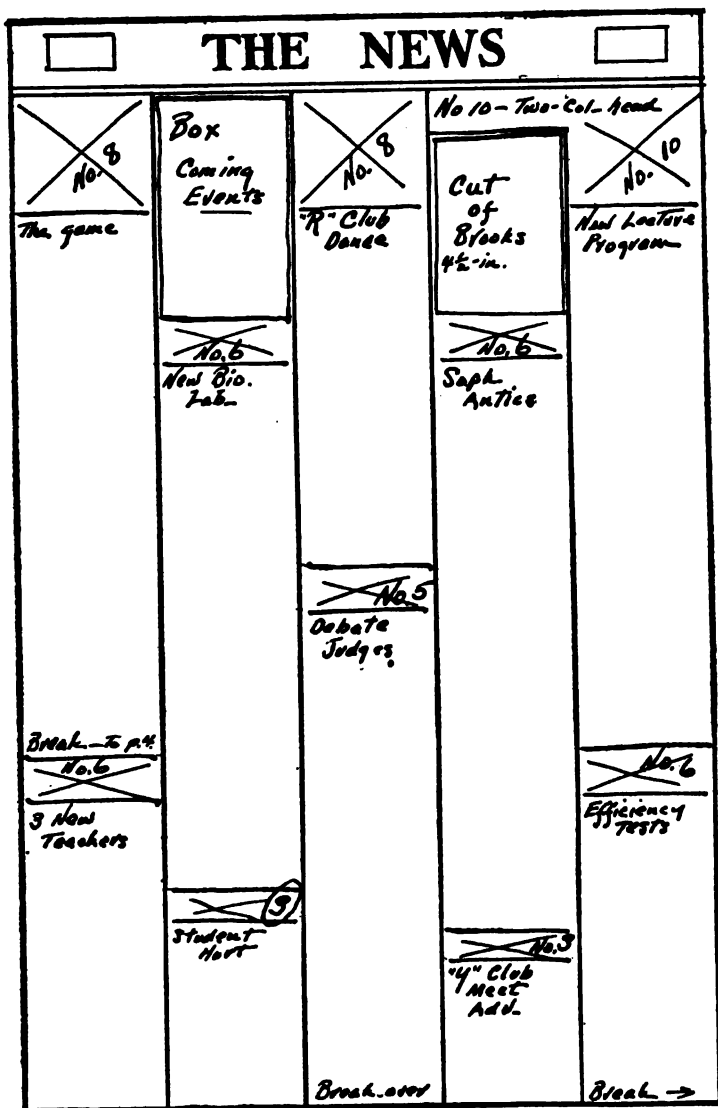 THE NEWS
No. 8
The game
Break—To p.4.
No. 6
3 New
Teachers
Box
Coming
Events
No. 6
New Bio.
Lab—
3
Student
Hurt
No. 8
"R" Club
Dance
No. 5
Debate
Judges
Break over
No 10—Two-Col—head
Cut
of
Brooks
4½-in.
No. 6
Soph
Antics
No. 3
"Y" Club
Meet
Adv—
No. 10
New Lecture
Program
No. 6
Efficiency
Tests
Break →